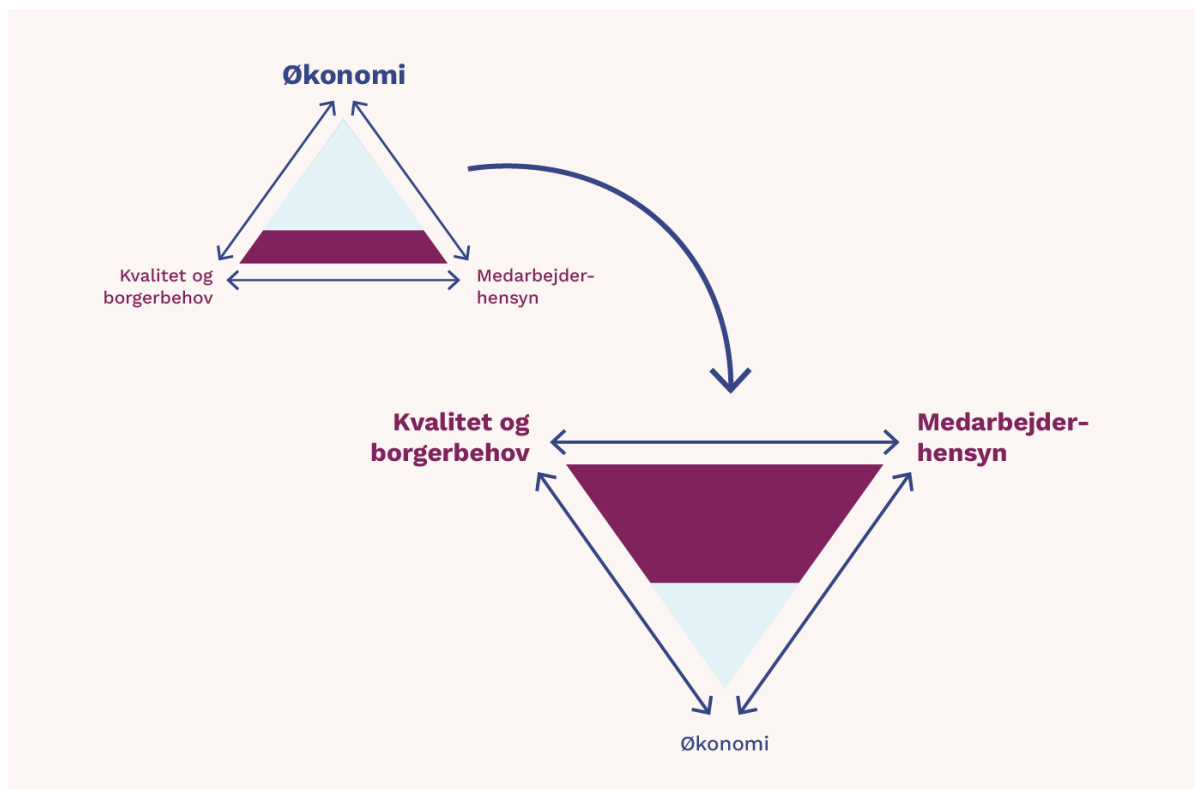 Økonomi
Kvalitet og
borgerbehov
Medarbejder-
hensyn
Kvalitet og
borgerbehov
Medarbejder-
hensyn
Økonomi